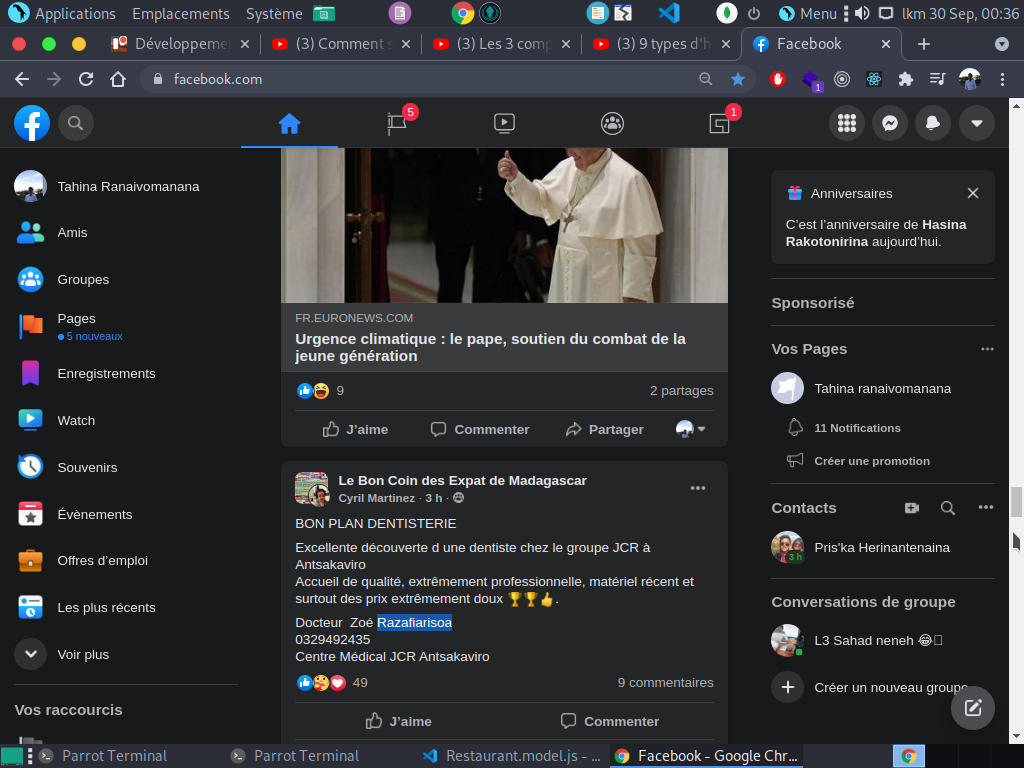 Applications Emplacements Système Menu lkm 30 Sep, 00:36
Développeme (3) Comment s (3) Les 3 comp (3) 9 types d'h Facebook
facebook.com
1
5
1
Tahina Ranaivomanana
Amis
Groupes
Pages
5 nouveaux
Enregistrements
Watch
Souvenirs
Évènements
Offres d'emploi
Les plus récents
Voir plus
Vos raccourcis
FR.EURONEWS.COM
Urgence climatique : le pape, soutien du combat de la
jeune génération
9 2 partages
J'aime Commenter Partager
Le Bon Coin des Expat de Madagascar
Cyril Martinez · 3 h ·
BON PLAN DENTISTERIE
Excellente découverte d une dentiste chez le groupe JCR à
Antsakaviro
Accueil de qualité, extrêmement professionnelle, matériel récent et
surtout des prix extrêmement doux 🏆🏆👍.
Docteur Zoé Razafiarisoa
0329492435
Centre Médical JCR Antsakaviro
49 9 commentaires
J'aime Commenter
Anniversaires
C'est l'anniversaire de Hasina
Rakotonirina aujourd'hui.
Sponsorisé
Vos Pages
Tahina ranaivomanana
11 Notifications
Créer une promotion
Contacts
3 h
Pris'ka Herinantenaina
Conversations de groupe
L3 Sahad neneh 😂
Créer un nouveau groupe
Parrot Terminal Parrot Terminal Restaurant.model.js - ... Facebook - Google Chr...